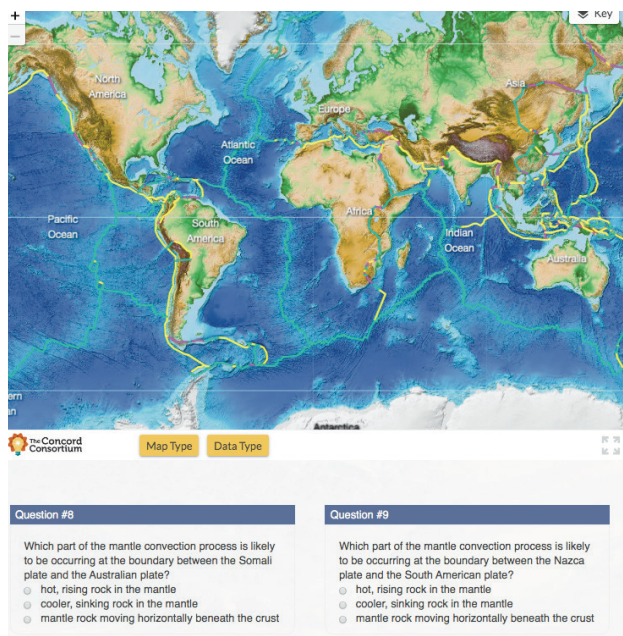 +
Key
−
North
America
Asia
Europe
Atlantic
Ocean
Pacific
Ocean
South
America
Africa
Indian
Ocean
Australia
ern
an
Antarctica
The Concord
Consortium
Map Type
Data Type
Question #8
Which part of the mantle convection process is likely
to be occurring at the boundary between the Somali
plate and the Australian plate?
hot, rising rock in the mantle
cooler, sinking rock in the mantle
mantle rock moving horizontally beneath the crust
Question #9
Which part of the mantle convection process is likely
to be occurring at the boundary between the Nazca
plate and the South American plate?
hot, rising rock in the mantle
cooler, sinking rock in the mantle
mantle rock moving horizontally beneath the crust